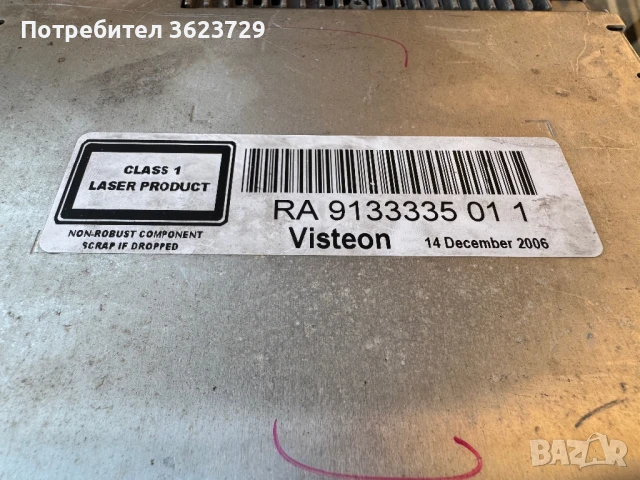 Потребител 3623729
CLASS 1
LASER PRODUCT
NON-ROBUST COMPONENT
SCRAP IF DROPPED
RA 9133335 01 1
Visteon 14 December 2006
BAZAR